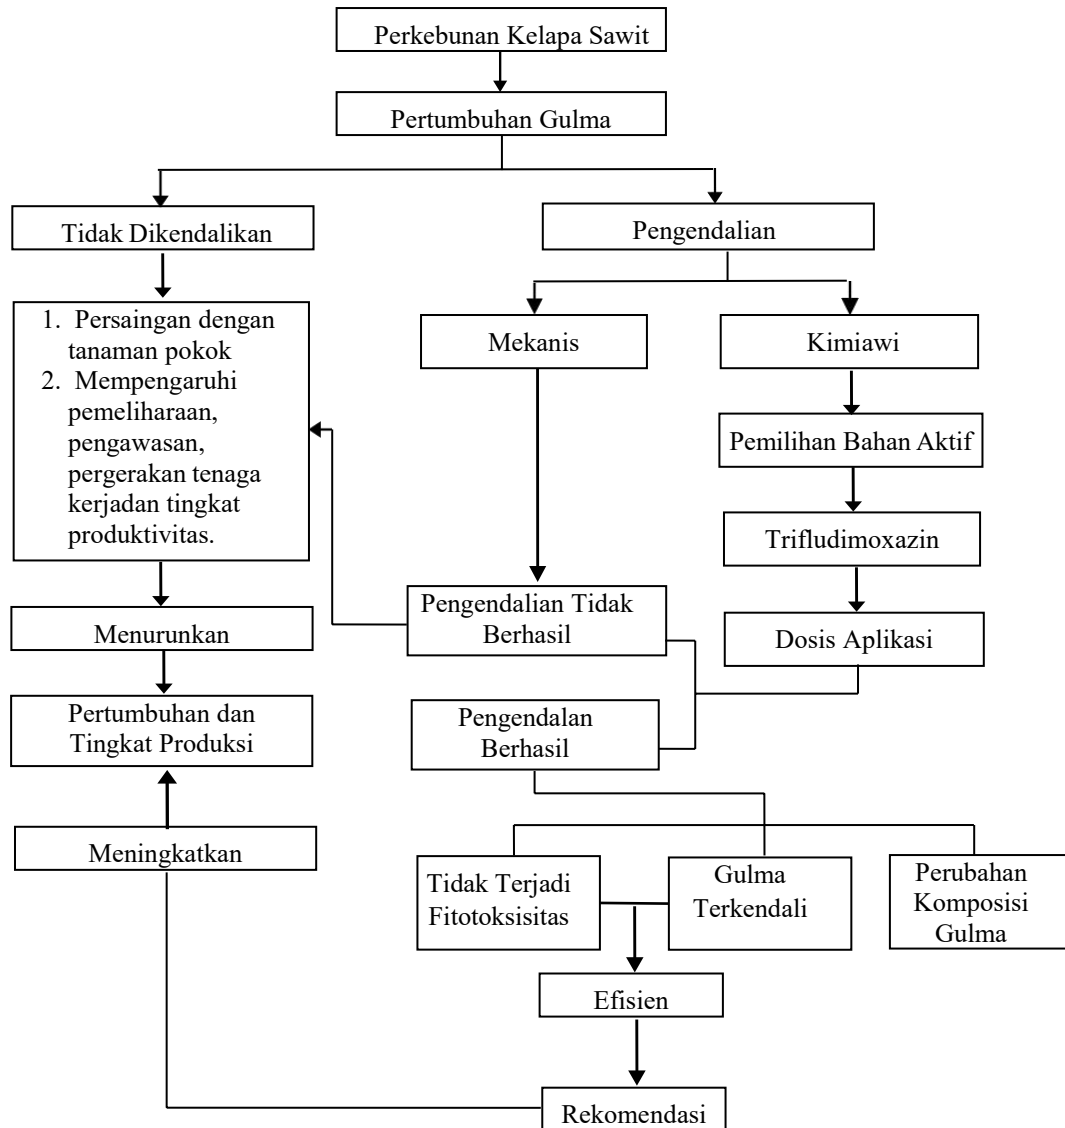 Perkebunan Kelapa Sawit
Pertumbuhan Gulma
Tidak Dikendalikan
Pengendalian
1. Persaingan dengan
tanaman pokok
2. Mempengaruhi
pemeliharaan,
pengawasan,
pergerakan tenaga
kerjadan tingkat
produktivitas.
Mekanis
Kimiawi
Pemilihan Bahan Aktif
Trifludimoxazin
Pengendalian Tidak
Berhasil
Dosis Aplikasi
Menurunkan
Pertumbuhan dan
Tingkat Produksi
Pengendalan
Berhasil
Meningkatkan
Tidak Terjadi
Fitotoksisitas
Gulma
Terkendali
Perubahan
Komposisi
Gulma
Efisien
Rekomendasi